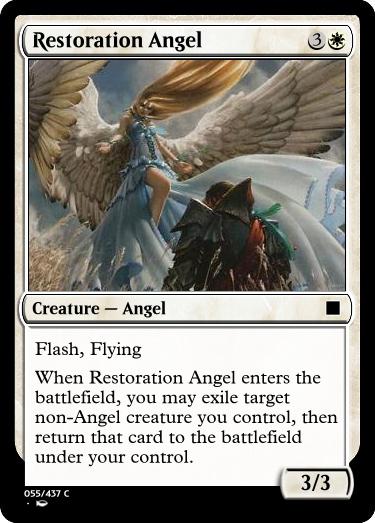 Restoration Angel 3
Creature — Angel
Flash, Flying
When Restoration Angel enters the
battlefield, you may exile target
non-Angel creature you control, then
return that card to the battlefield
under your control.
3/3
055/437 C